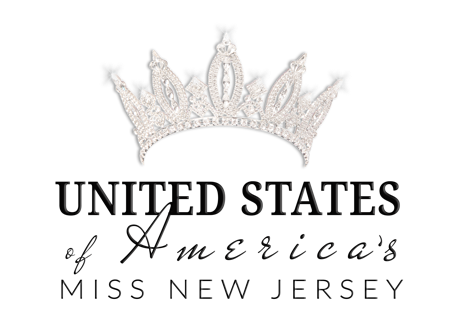 UNITED STATES
of America's
MISS NEW JERSEY